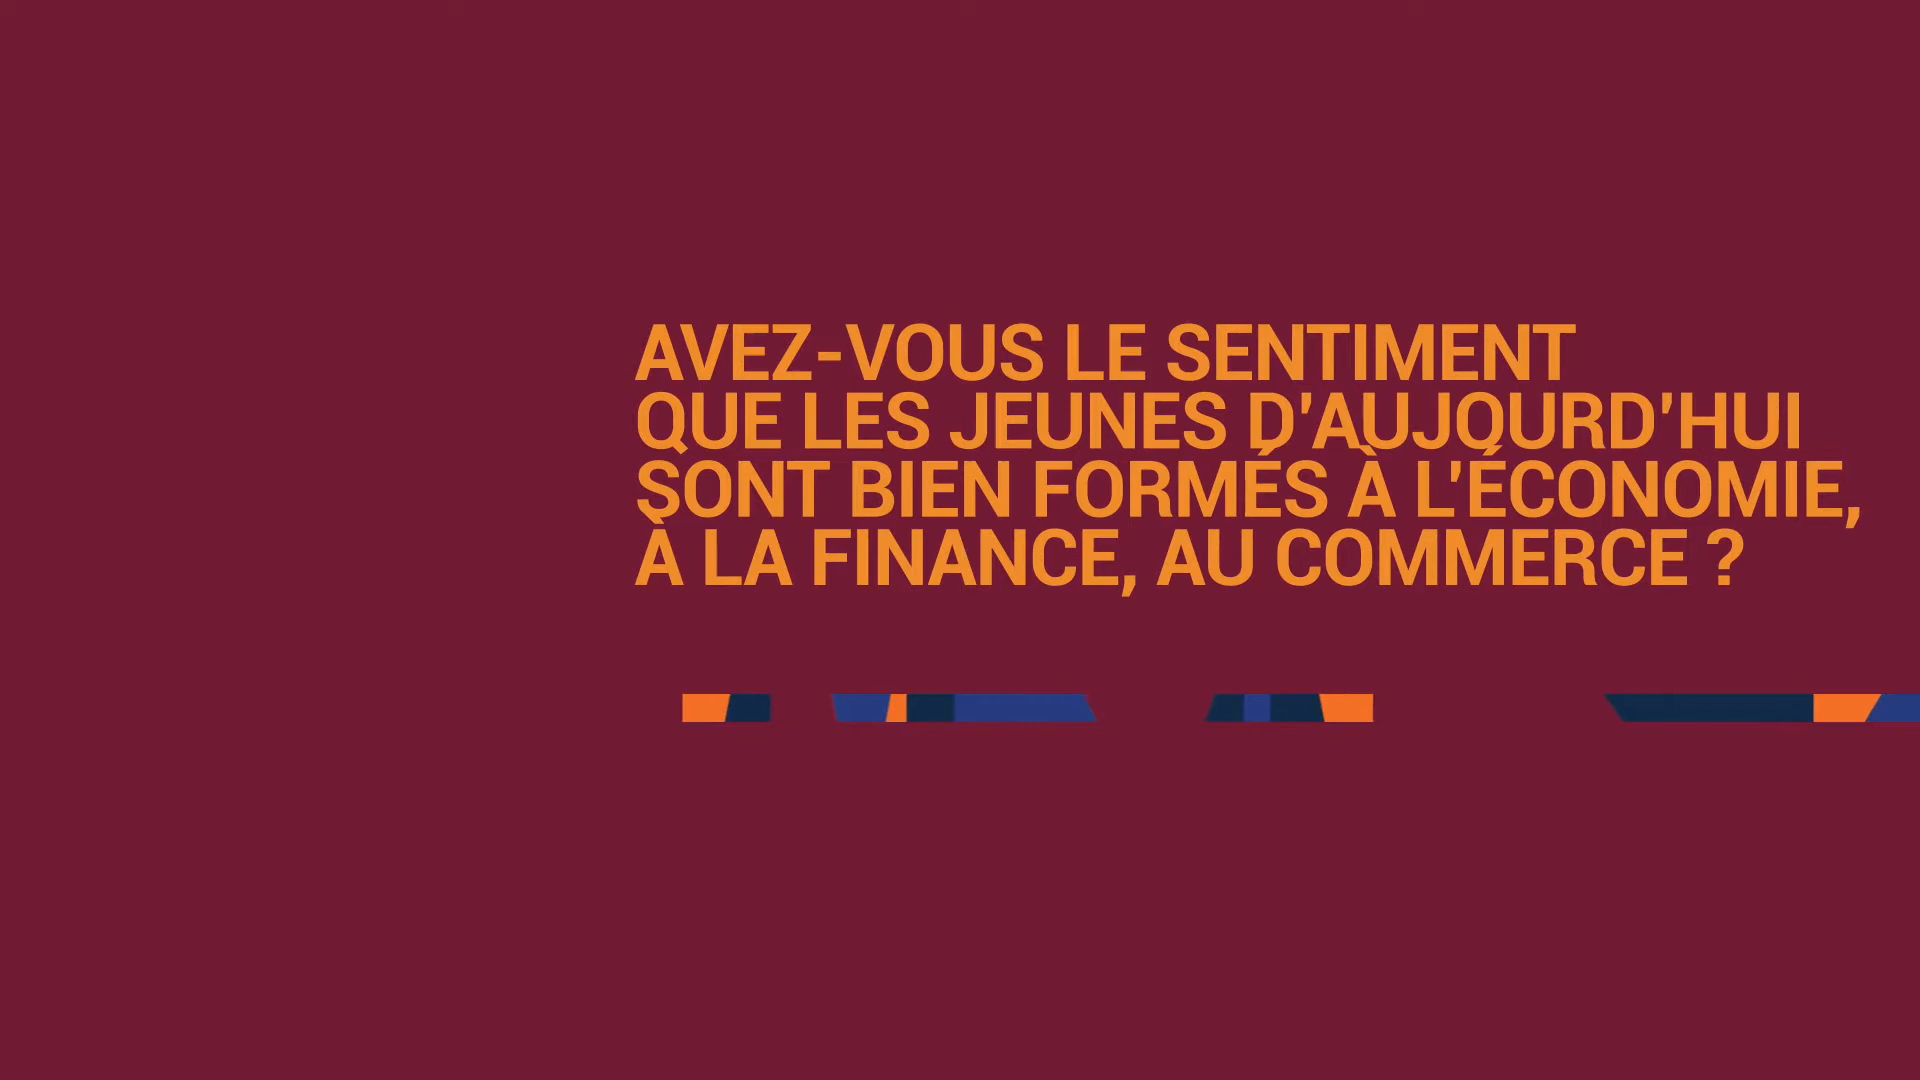 AVEZ-VOUS LE SENTIMENT
QUE LES JEUNES D'AUJOURD'HUI
SONT BIEN FORMÉS À L'ÉCONOMIE,
À LA FINANCE, AU COMMERCE ?